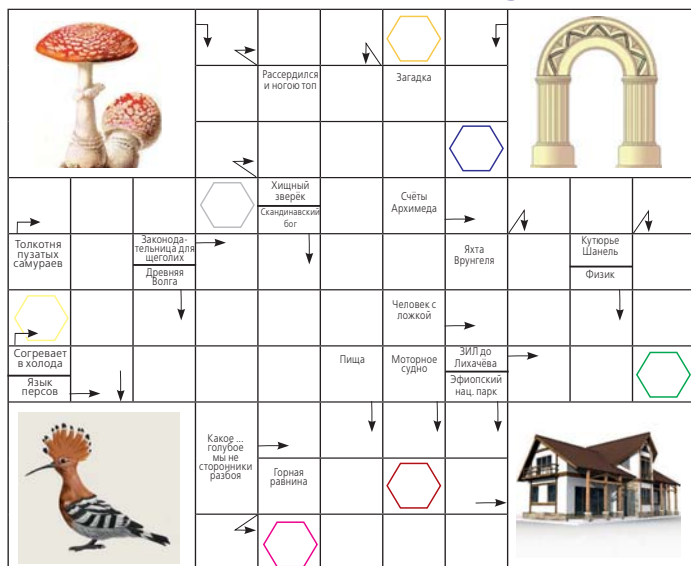 Рассердился
и ногою топ
Загадка
Хищный
зверёк
Скандинавский
бог
Счёты
Архимеда
Толкотня
пузатых
самураев
Законода-
тельница для
щеголих
Древняя
Волга
Яхта
Врунгеля
Кутюрье
Шанель
Физик
Человек с
ложкой
Согревает
в холода
Язык
персов
Пища
Моторное
судно
ЗИЛ до
Лихачёва
Эфиопский
нац. парк
Какое ...
голубое
мы не
сторонники
разбоя
Горная
равнина